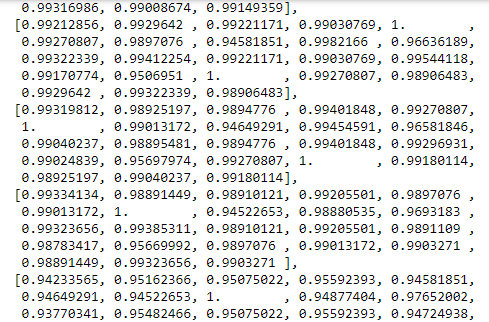 0.99316986, 0.99008674, 0.99149359],
[0.99212856, 0.9929642 , 0.99221171, 0.99030769, 1. ,
0.99270807, 0.9897076 , 0.94581851, 0.9982166 , 0.96636189,
0.99322339, 0.99412254, 0.99221171, 0.99030769, 0.99544118,
0.99170774, 0.9506951 , 1. , 0.99270807, 0.98906483,
0.9929642 , 0.99322339, 0.98906483],
[0.99319812, 0.98925197, 0.9894776 , 0.99401848, 0.99270807,
1. , 0.99013172, 0.94649291, 0.99454591, 0.96581846,
0.99040237, 0.98895481, 0.9894776 , 0.99401848, 0.99296931,
0.99024839, 0.95697974, 0.99270807, 1. , 0.99180114,
0.98925197, 0.99040237, 0.99180114],
[0.99334134, 0.98891449, 0.98910121, 0.99205501, 0.9897076 ,
0.99013172, 1. , 0.94522653, 0.98880535, 0.9693183 ,
0.99323656, 0.99385311, 0.98910121, 0.99205501, 0.9891109 ,
0.98783417, 0.95669992, 0.9897076 , 0.99013172, 0.9903271 ,
0.98891449, 0.99323656, 0.9903271 ],
[0.94233565, 0.95162366, 0.95075022, 0.95592393, 0.94581851,
0.94649291, 0.94522653, 1. , 0.94877404, 0.97652002,
0.93770341, 0.95482466, 0.95075022, 0.95592393, 0.94724938,